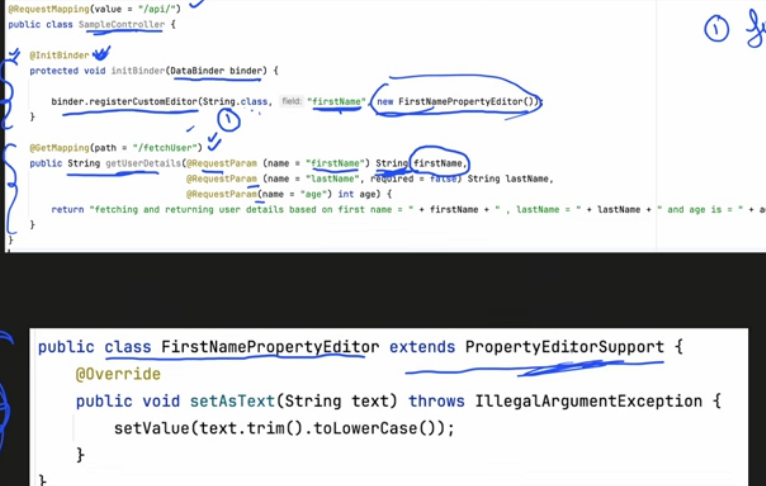 @RequestMapping(value = "/api/")
public class SampleController {
@InitBinder
protected void initBinder(DataBinder binder) {
binder.registerCustomEditor(String.class, field: "firstName", new FirstNamePropertyEditor());
}
1
@GetMapping(path = "/fetchUser")
public String getUserDetails(@RequestParam (name = "firstName") String firstName,
@RequestParam (name = "lastName", required = false) String lastName,
@RequestParam(name = "age") int age) {
return "fetching and returning user details based on first name = " + firstName + " , lastName = " + lastName + " and age is = " + a
}
}
1
public class FirstNamePropertyEditor extends PropertyEditorSupport {
@Override
public void setAsText(String text) throws IllegalArgumentException {
setValue(text.trim().toLowerCase());
}
}